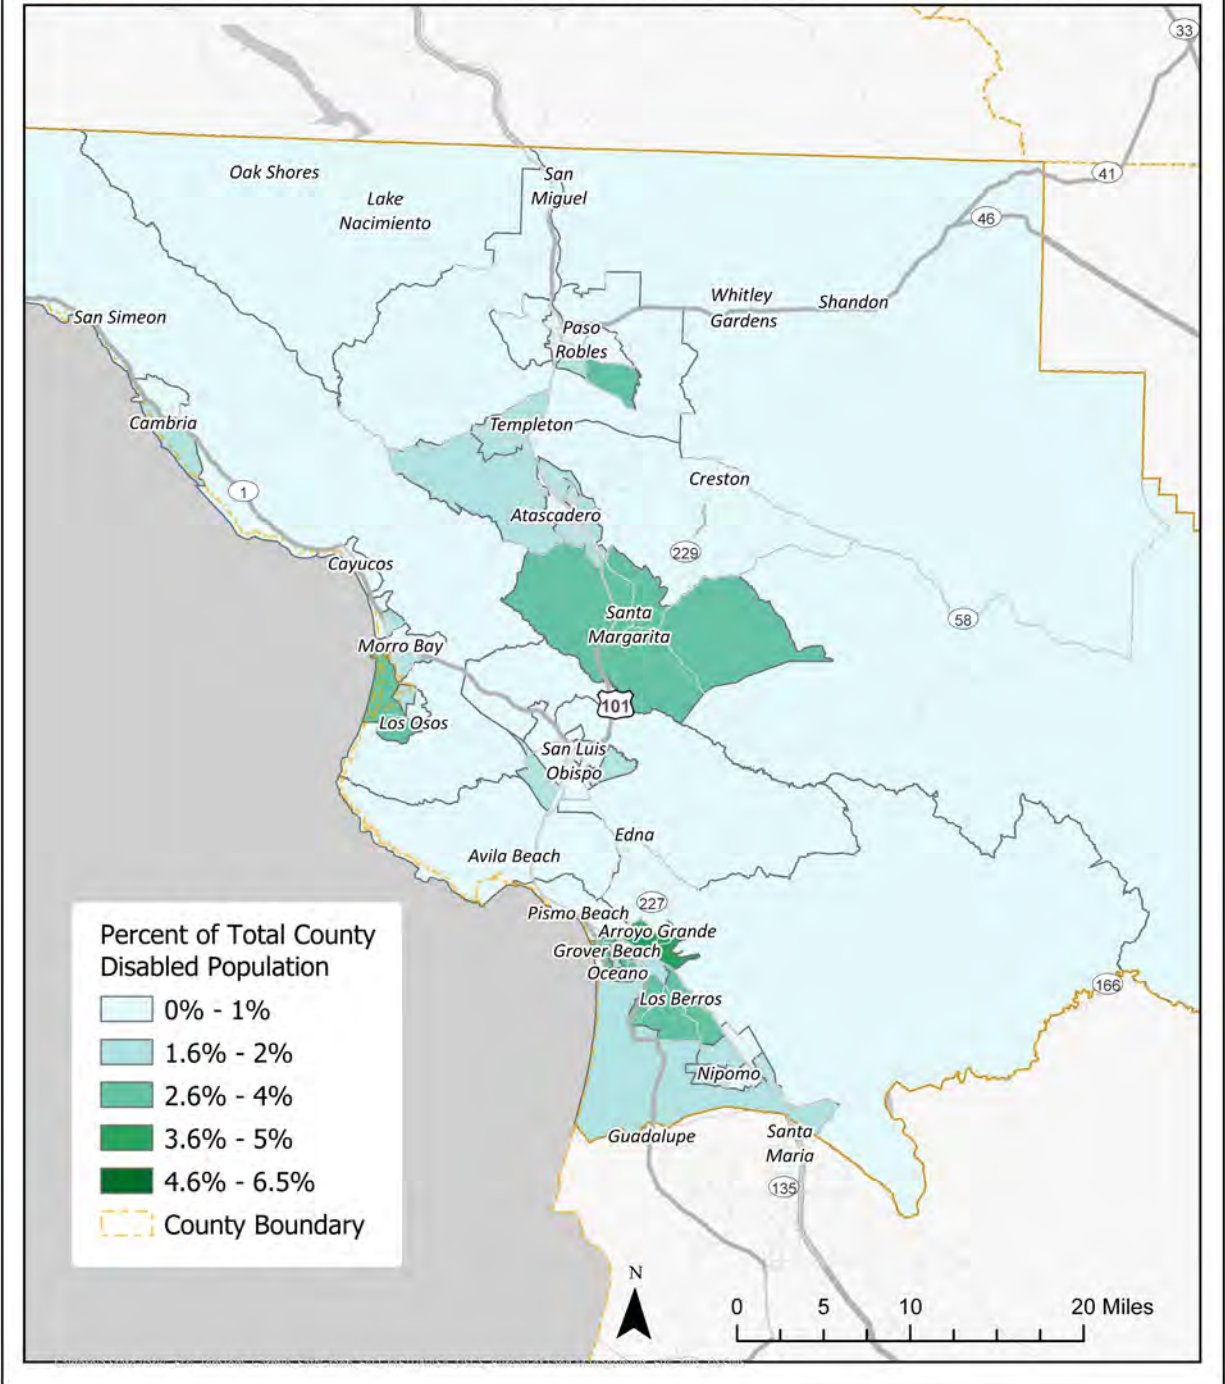 33
41
46
Oak Shores
San
Miguel
Lake
Nacimiento
Whitley
Gardens
Shandon
San Simeon
Paso
Robles
Cambria
Templeton
Creston
1
Atascadero
229
Cayucos
Santa
Margarita
58
Morro Bay
101
Los Osos
San Luis
Obispo
Edna
Avila Beach
227
Pismo Beach
Arroyo Grande
Grover Beach
Oceano
166
Los Berros
Nipomo
Guadalupe
Santa
Maria
135
Percent of Total County
Disabled Population
0% - 1%
1.6% - 2%
2.6% - 4%
3.6% - 5%
4.6% - 6.5%
County Boundary
N
0 5 10 20 Miles